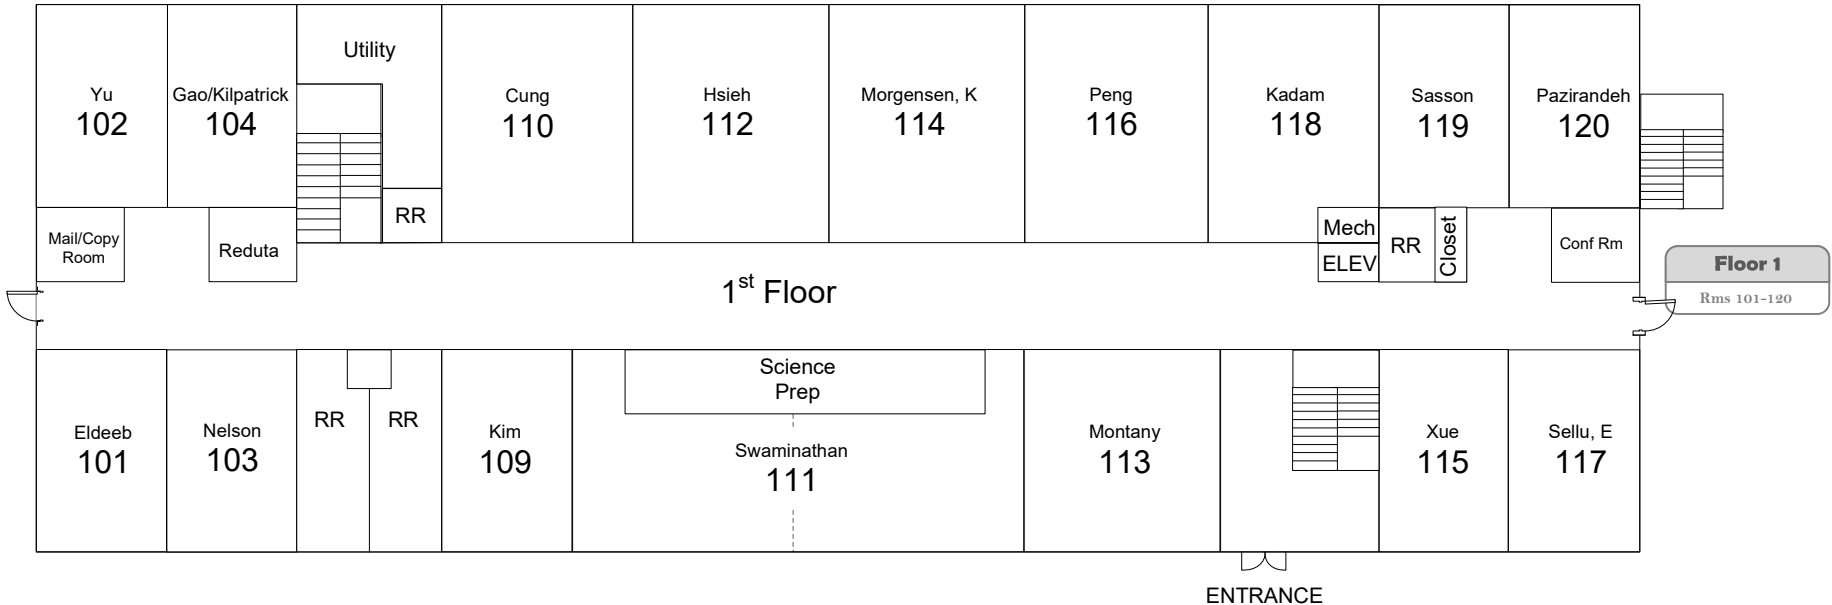 Utility
Yu
102
Gao/Kilpatrick
104
Cung
110
Hsieh
112
Morgensen, K
114
Peng
116
Kadam
118
Sasson
119
Pazirandeh
120
RR
Mail/Copy
Room
Reduta
Mech
ELEV
RR
Closet
Conf Rm
1st Floor
Floor 1
Rms 101-120
Eldeeb
101
Nelson
103
RR
RR
Kim
109
Science
Prep
Swaminathan
111
Montany
113
Xue
115
Sellu, E
117
ENTRANCE